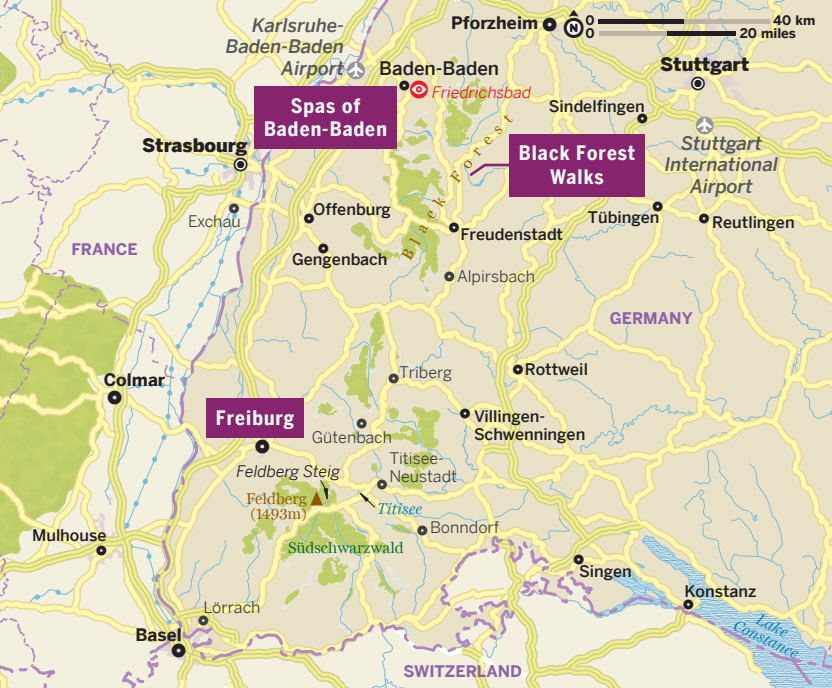 Karlsruhe-
Baden-Baden
Airport
Pforzheim
N
0
40 km
0
20 miles
Baden-Baden
Friedrichsbad
Stuttgart
Spas of
Baden-Baden
Sindelfingen
Strasbourg
Stuttgart
International
Airport
Black Forest
Black Forest
Walks
Exchau
Offenburg
Tübingen
Reutlingen
Freudenstadt
FRANCE
Gengenbach
Alpirsbach
GERMANY
Colmar
Triberg
Rottweil
Freiburg
Gütenbach
Villingen-
Schwenningen
Feldberg Steig
Titisee-
Neustadt
Feldberg
(1493m)
Titisee
Mulhouse
Bonndorf
Südschwarzwald
Singen
Konstanz
Lörrach
Basel
Lake
Constance
SWITZERLAND